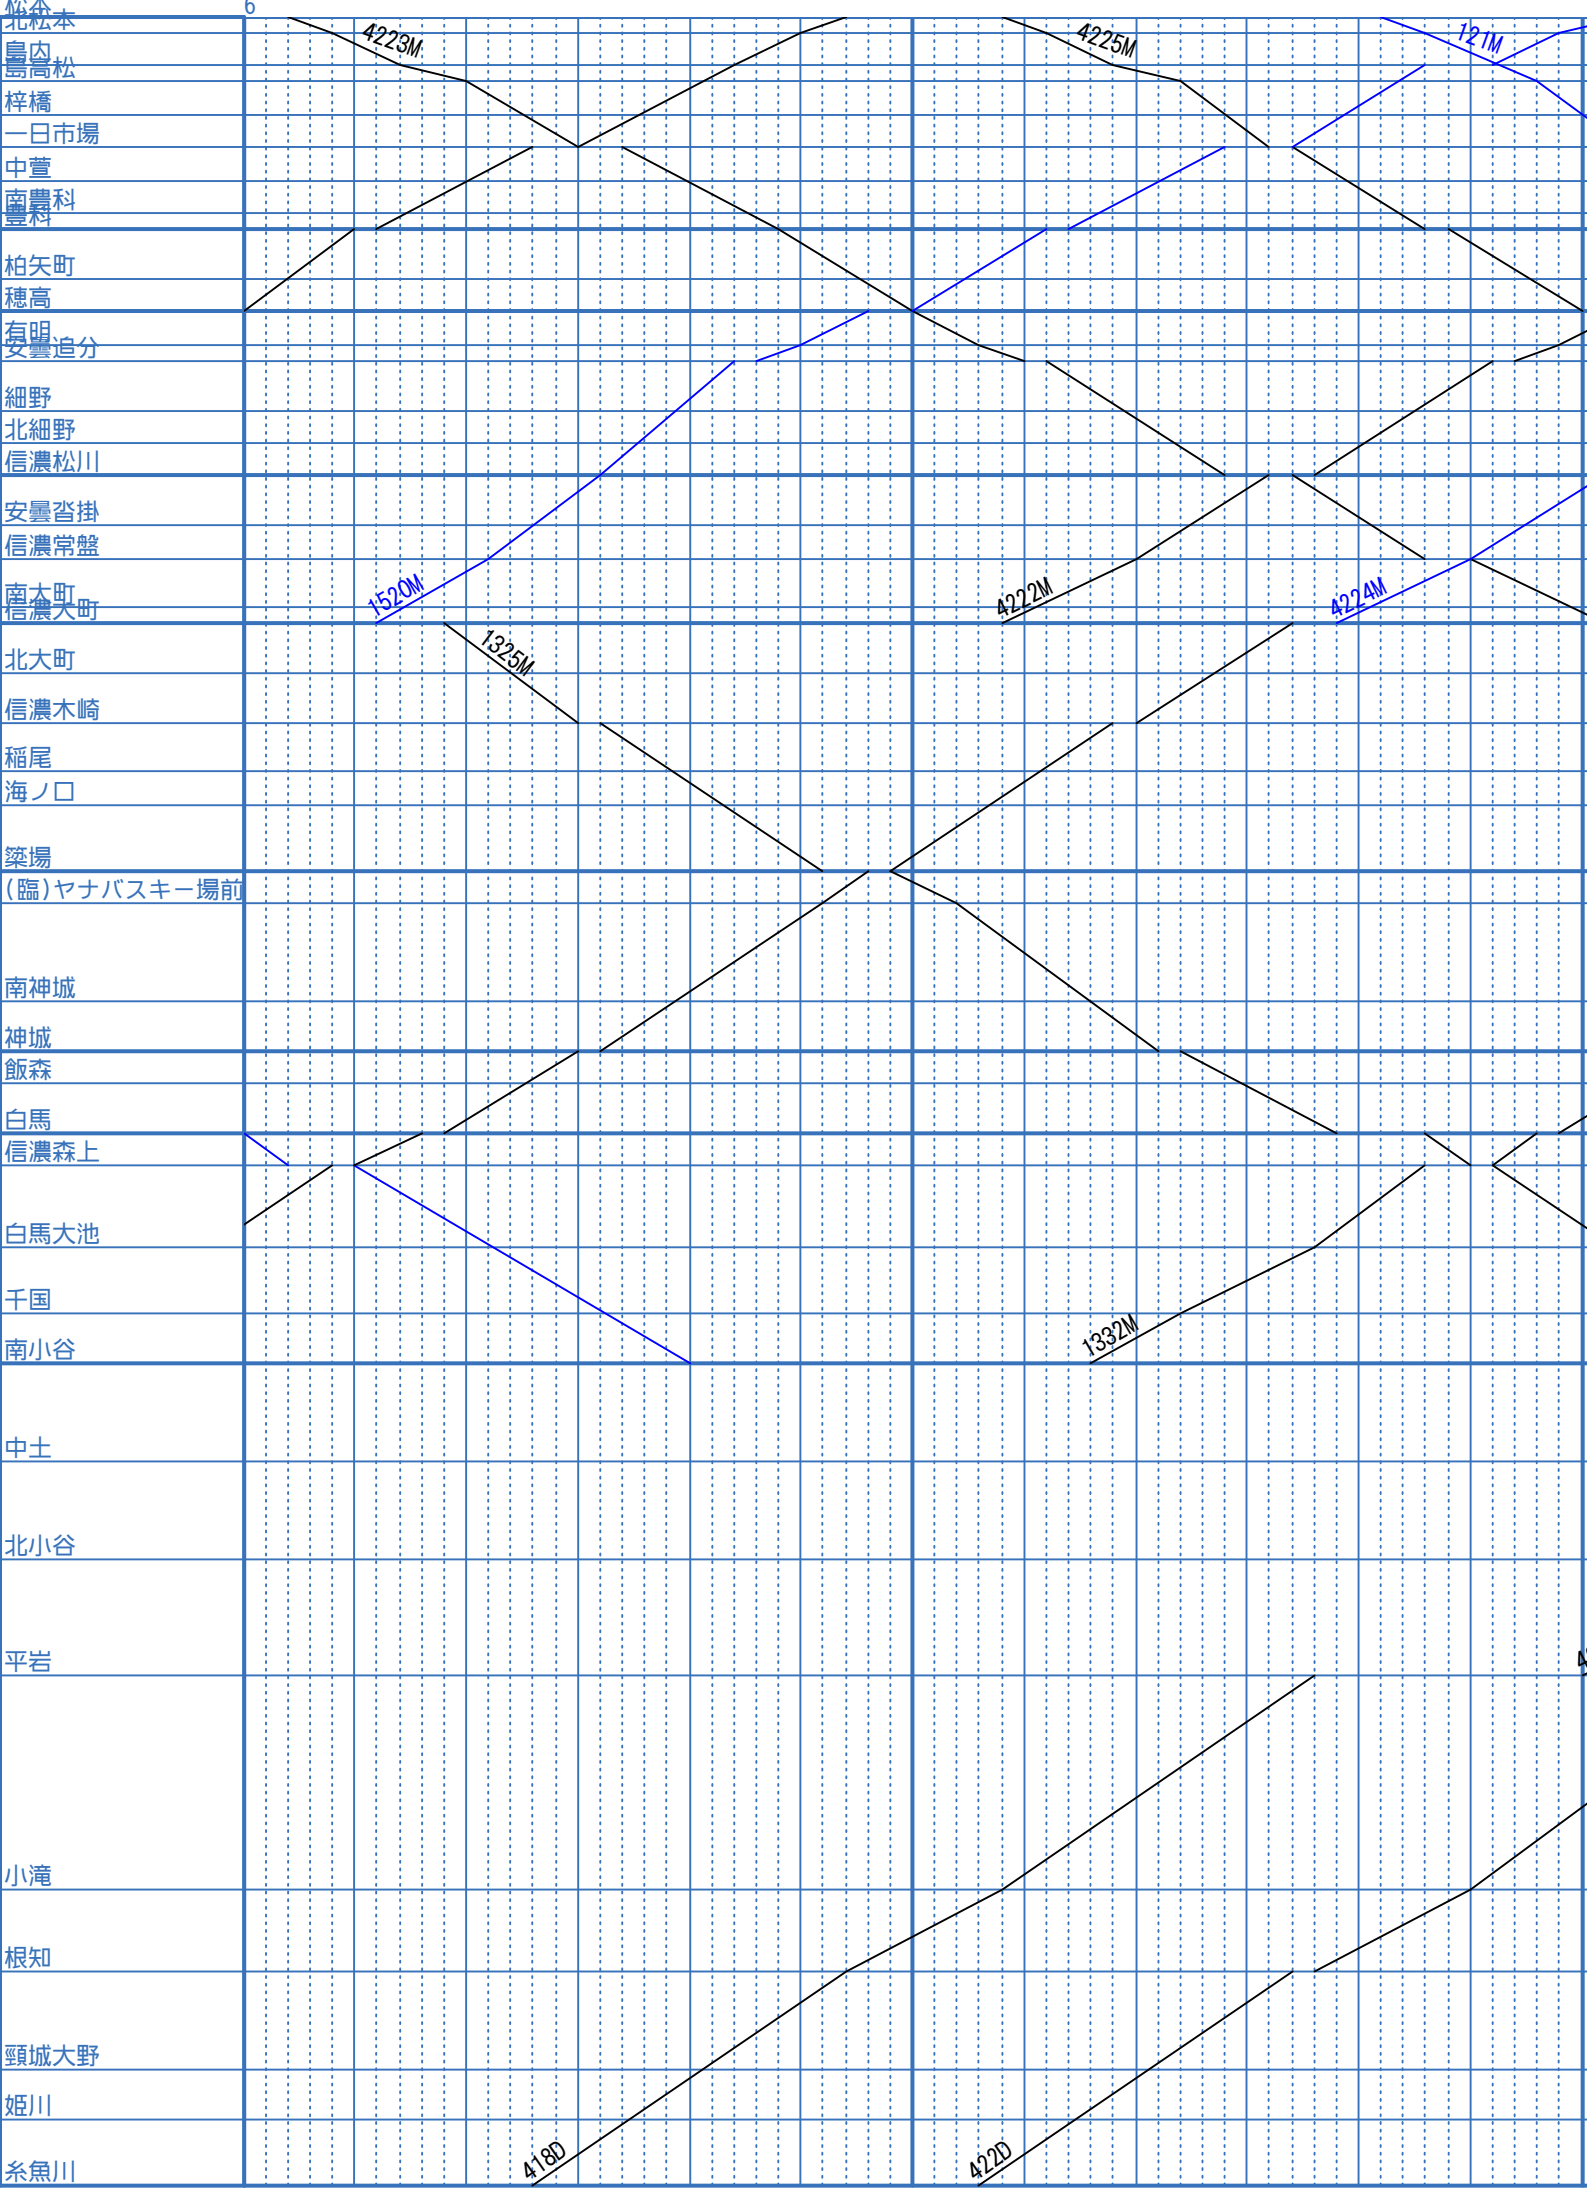 松本
6
北松本
4223M
4225M
121M
島内
島高松
梓橋
一日市場
中萱
南豊科
豊科
柏矢町
穂高
有明
安曇追分
細野
北細野
信濃松川
安曇沓掛
信濃常盤
南大町
1520M
4222M
4224M
信濃大町
北大町
1325M
信濃木崎
稲尾
海ノ口
簗場
(臨)ヤナバスキー場前
南神城
神城
飯森
白馬
信濃森上
白馬大池
千国
南小谷
1332M
中土
北小谷
平岩
小滝
根知
頸城大野
姫川
糸魚川
418D
422D